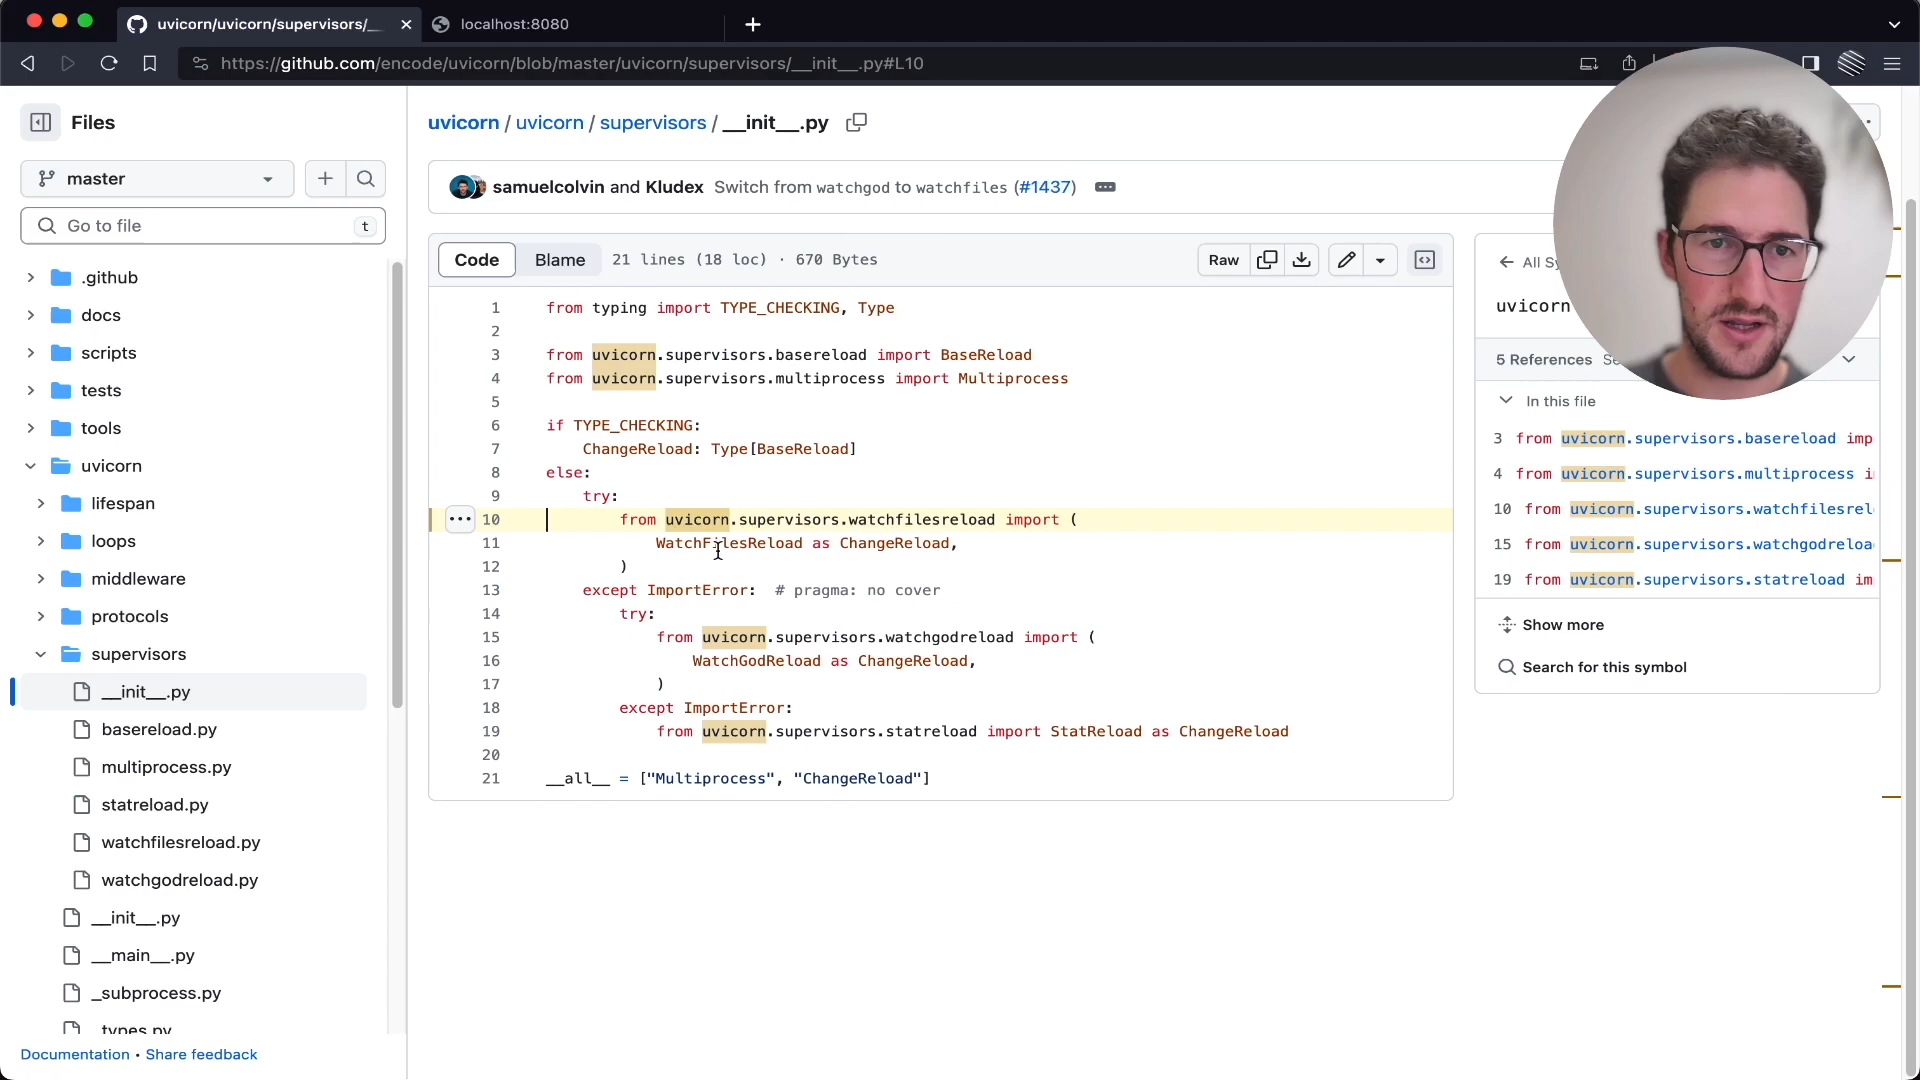 uvicorn/uvicorn/supervisors/__
localhost:8080
https://github.com/encode/uvicorn/blob/master/uvicorn/supervisors/__init__.py#L10
Files
master
Go to file
t
.github
docs
scripts
tests
tools
uvicorn
lifespan
loops
middleware
protocols
supervisors
__init__.py
basereload.py
multiprocess.py
statreload.py
watchfilesreload.py
watchgodreload.py
__init__.py
__main__.py
_subprocess.py
_types.py
Documentation • Share feedback
uvicorn / uvicorn / supervisors / __init__.py
samuelcolvin and Kludex Switch from watchgod to watchfiles (#1437)
Code Blame 21 lines (18 loc) · 670 Bytes Raw
1 from typing import TYPE_CHECKING, Type
2
3 from uvicorn.supervisors.basereload import BaseReload
4 from uvicorn.supervisors.multiprocess import Multiprocess
5
6 if TYPE_CHECKING:
7 ChangeReload: Type[BaseReload]
8 else:
9 try:
10 from uvicorn.supervisors.watchfilesreload import (
11 WatchFilesReload as ChangeReload,
12 )
13 except ImportError: # pragma: no cover
14 try:
15 from uvicorn.supervisors.watchgodreload import (
16 WatchGodReload as ChangeReload,
17 )
18 except ImportError:
19 from uvicorn.supervisors.statreload import StatReload as ChangeReload
20
21 __all__ = ["Multiprocess", "ChangeReload"]
All Sy
uvicorn
5 References Se
In this file
3 from uvicorn.supervisors.basereload imp
4 from uvicorn.supervisors.multiprocess i
10 from uvicorn.supervisors.watchfilesrel
15 from uvicorn.supervisors.watchgodreloa
19 from uvicorn.supervisors.statreload im
Show more
Search for this symbol